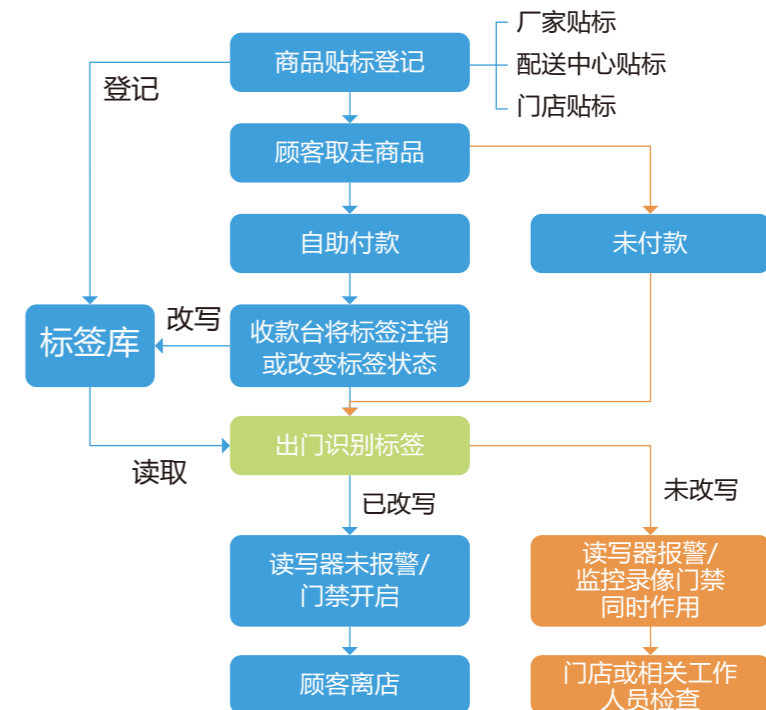 厂家贴标
商品贴标登记
配送中心贴标
登记
门店贴标
顾客取走商品
自助付款
未付款
标签库
改写
收款台将标签注销
或改变标签状态
出门识别标签
读取
已改写
未改写
读写器未报警/
门禁开启
读写器报警/
监控录像门禁
同时作用
顾客离店
门店或相关工作
人员检查